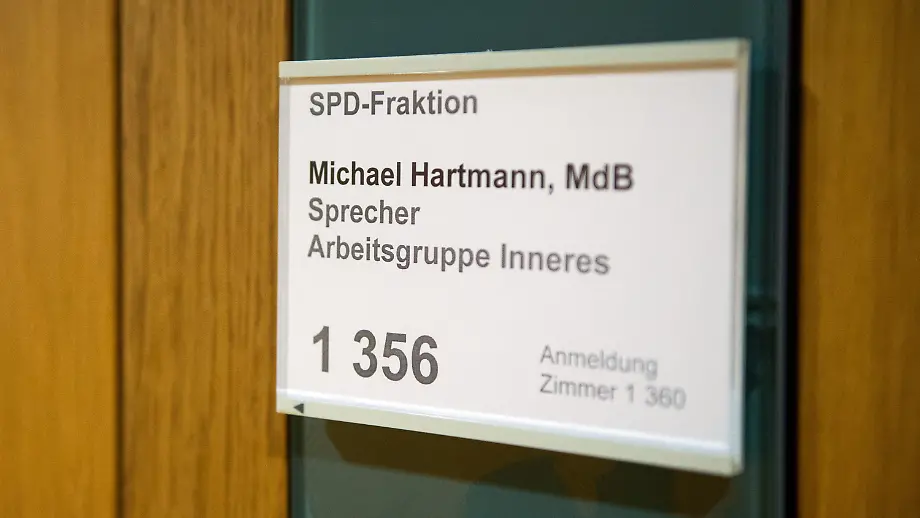 SPD-Fraktion
Michael Hartmann, MdB
Sprecher
Arbeitsgruppe Inneres
1 356
Anmeldung
Zimmer 1 360